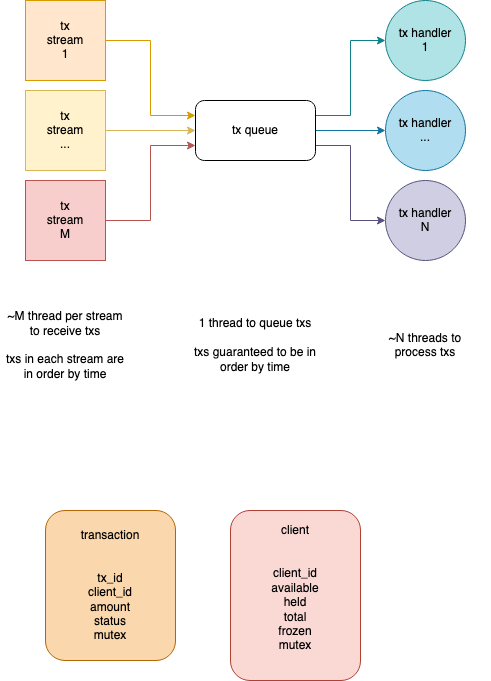 tx
stream
1
tx
stream
...
tx
stream
M
tx queue
tx handler
1
tx handler
...
tx handler
N
~M thread per stream
to receive txs
txs in each stream are
in order by time
1 thread to queue txs
txs guaranteed to be in
order by time
~N threads to
process txs
transaction
tx_id
client_id
amount
status
mutex
client
client_id
available
held
total
frozen
mutex